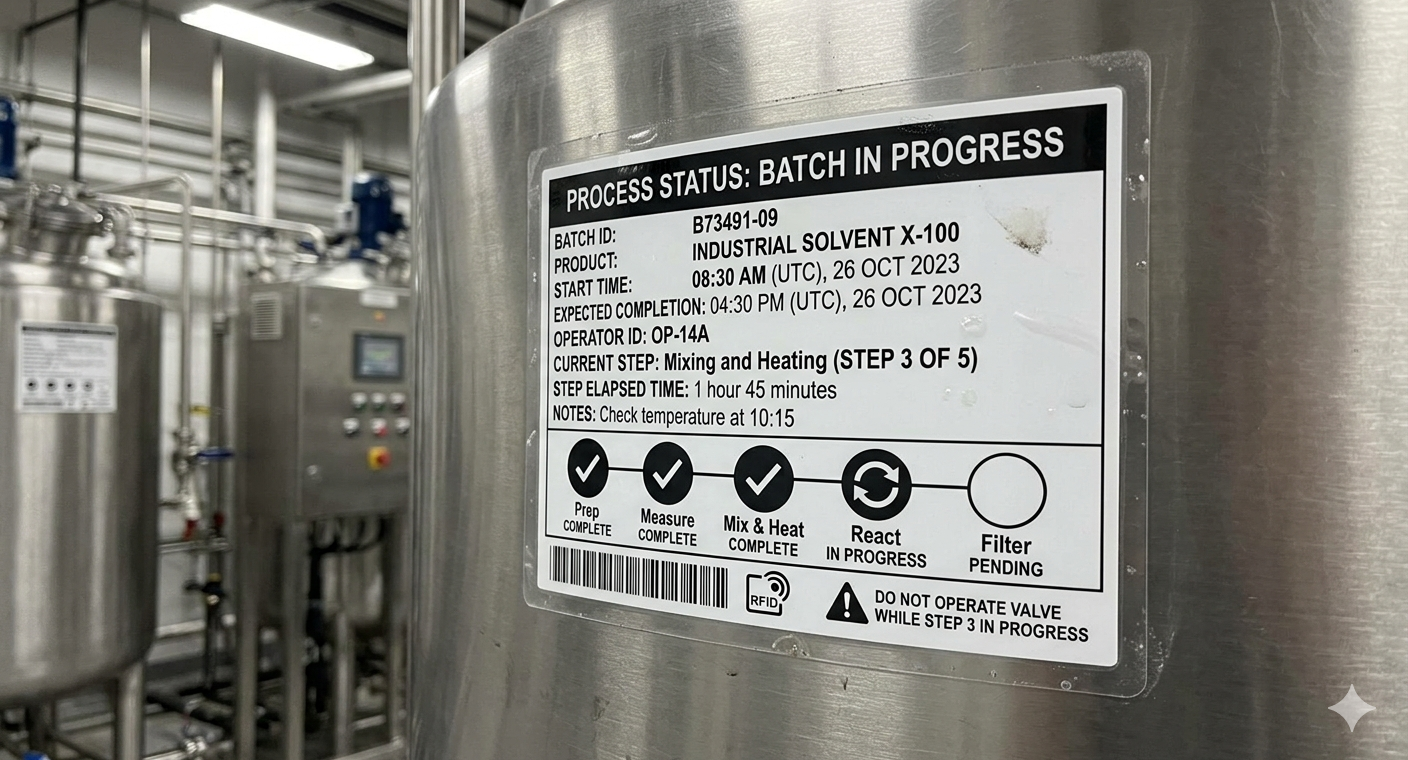 PROCESS STATUS: BATCH IN PROGRESS
BATCH ID: B73491-09
PRODUCT: INDUSTRIAL SOLVENT X-100
START TIME: 08:30 AM (UTC), 26 OCT 2023
EXPECTED COMPLETION: 04:30 PM (UTC), 26 OCT 2023
OPERATOR ID: OP-14A
CURRENT STEP: Mixing and Heating (STEP 3 OF 5)
STEP ELAPSED TIME: 1 hour 45 minutes
NOTES: Check temperature at 10:15
Prep
COMPLETE
Measure
COMPLETE
Mix & Heat
COMPLETE
React
IN PROGRESS
Filter
PENDING
RFID
DO NOT OPERATE VALVE
WHILE STEP 3 IN PROGRESS